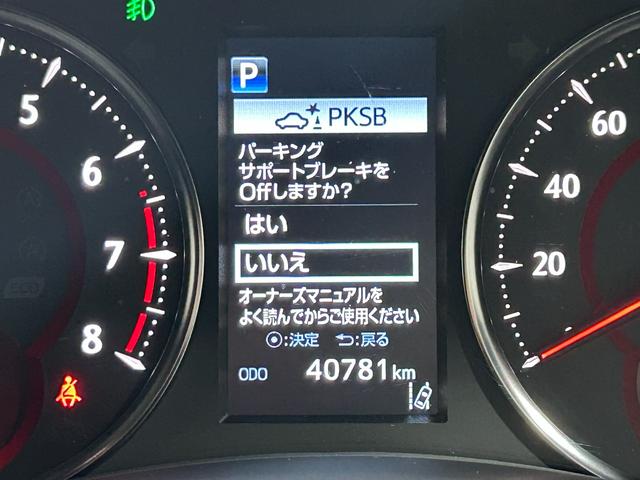 P
PKSB
パーキング
サポートブレーキを
Offしますか?
はい
いいえ
オーナーズマニュアルを
よく読んでからご使用ください
:決定 :戻る
ODO 40781km
5
6
7
8
ECO
60
40
20